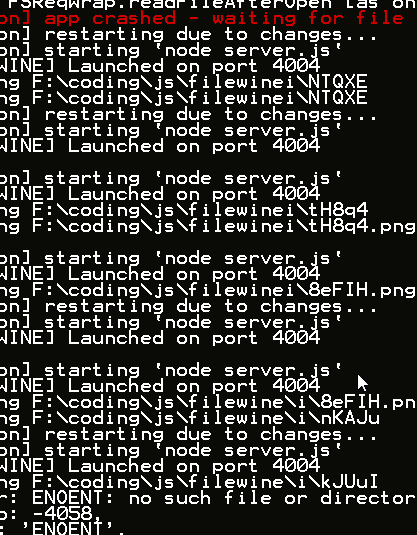 FSReqWrap.readFileAfterOpen [as on
on] app crashed - waiting for file
on] restarting due to changes...
on] starting `node server.js`
WINE] Launched on port 4004
ng F:\coding\js\filewinei\NTQXE
ng F:\coding\js\filewinei\NTQXE
on] restarting due to changes...
on] starting `node server.js`
WINE] Launched on port 4004
on] starting `node server.js`
WINE] Launched on port 4004
ng F:\coding\js\filewinei\tH8q4
ng F:\coding\js\filewinei\tH8q4.png
on] starting `node server.js`
WINE] Launched on port 4004
ng F:\coding\js\filewinei\8eFIH.png
on] restarting due to changes...
on] starting `node server.js`
WINE] Launched on port 4004
on] starting `node server.js`
WINE] Launched on port 4004
ng F:\coding\js\filewine\i\8eFIH.pn
ng F:\coding\js\filewine\i\nKAJu
on] restarting due to changes...
on] starting `node server.js`
WINE] Launched on port 4004
ng F:\coding\js\filewine\i\kJUuI
r: ENOENT: no such file or director
o: -4058,
: 'ENOENT',